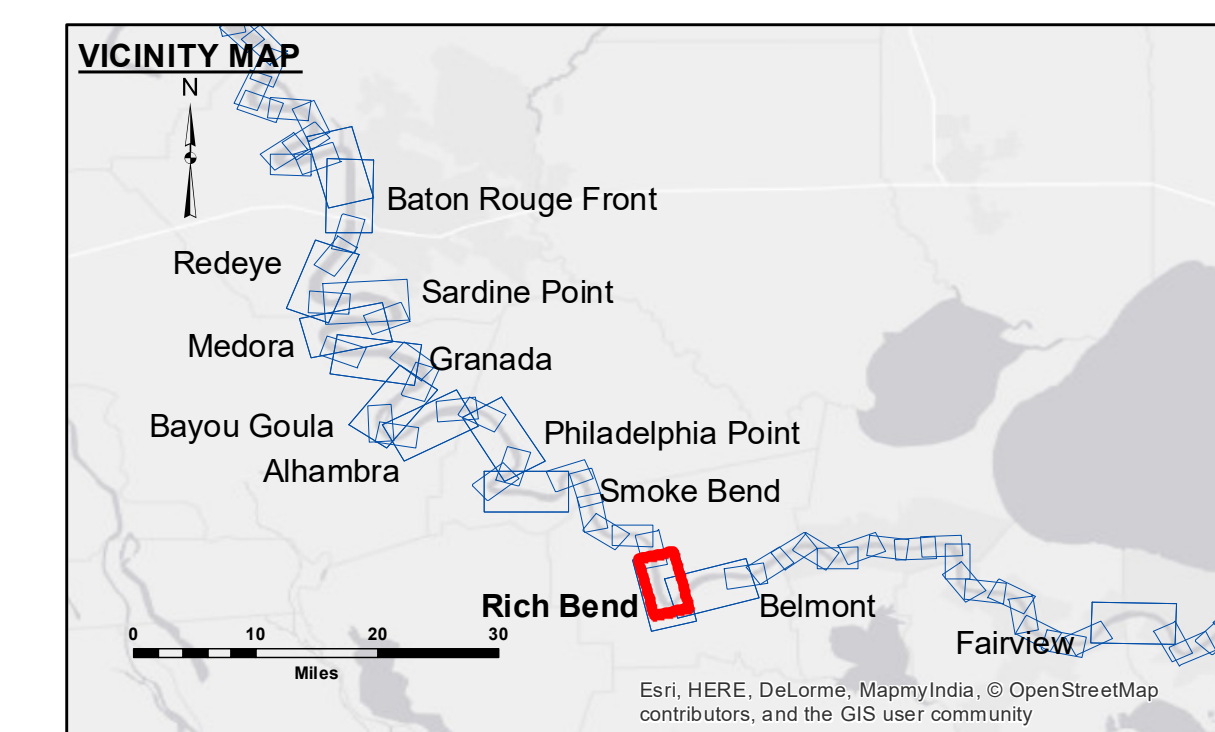 VICINITY MAP
N
Baton Rouge Front
Redeye
Sardine Point
Medora
Granada
Bayou Goula
Philadelphia Point
Alhambra
Smoke Bend
Rich Bend
Belmont
0 10 20 30
Fairview
Miles
Esri, HERE, DeLorme, MapmyIndia, © OpenStreetMap
contributors, and the GIS user community